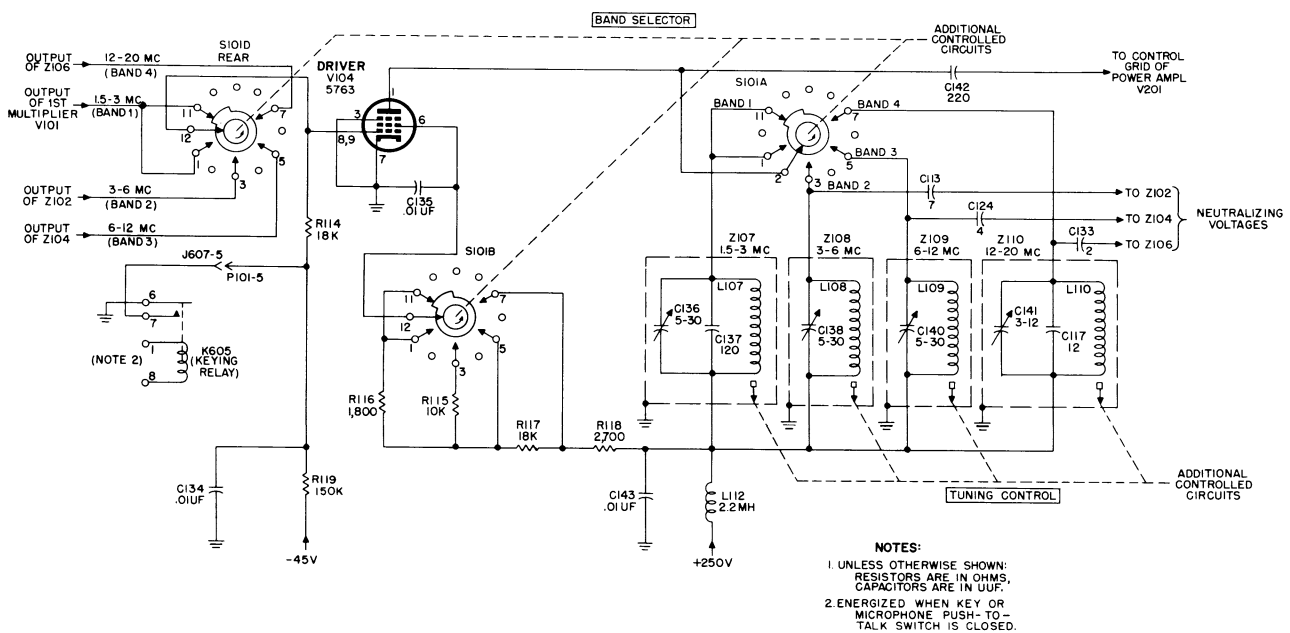 BAND SELECTOR
S101D
REAR
OUTPUT
OF Z106
12-20 MC
(BAND 4)
OUTPUT
OF 1ST
MULTIPLIER
V101
1.5-3 MC
(BAND 1)
11
12
1
3
5
7
OUTPUT
OF Z102
3-6 MC
(BAND 2)
OUTPUT
OF Z104
6-12 MC
(BAND 3)
DRIVER
V104
5763
1
3
8,9
6
7
C135
.01UF
R114
18K
J607-5
P101-5
6
7
1
8
(NOTE 2)
K605
(KEYING
RELAY)
C134
.01UF
R119
150K
-45V
S101B
11
12
1
3
5
7
R116
1,800
R115
10K
R117
18K
R118
2,700
C143
.01UF
L112
2.2MH
+250V
ADDITIONAL
CONTROLLED
CIRCUITS
S101A
BAND 1
11
1
2
3
5
7
BAND 4
BAND 3
BAND 2
C142
220
TO CONTROL
GRID OF
POWER AMPL
V201
C113
7
TO Z102
C124
4
TO Z104
C133
2
TO Z106
NEUTRALIZING
VOLTAGES
Z107
1.5-3 MC
L107
C136
5-30
C137
120
Z108
3-6 MC
L108
C138
5-30
Z109
6-12 MC
L109
C140
5-30
Z110
12-20 MC
L110
C141
3-12
C117
12
TUNING CONTROL
ADDITIONAL
CONTROLLED
CIRCUITS
NOTES:
1. UNLESS OTHERWISE SHOWN:
RESISTORS ARE IN OHMS,
CAPACITORS ARE IN UUF.
2. ENERGIZED WHEN KEY OR
MICROPHONE PUSH-TO-
TALK SWITCH IS CLOSED.